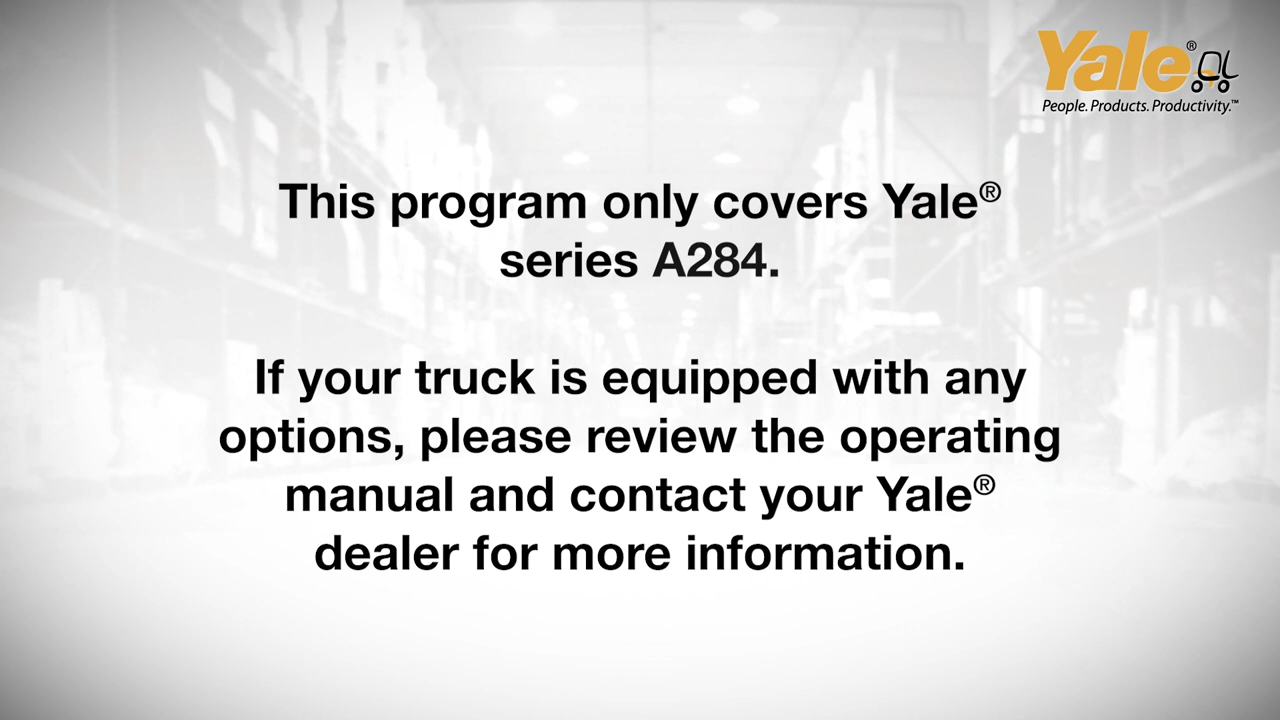 Yale®
People. Products. Productivity.™
This program only covers Yale®
series A284.
If your truck is equipped with any
options, please review the operating
manual and contact your Yale®
dealer for more information.